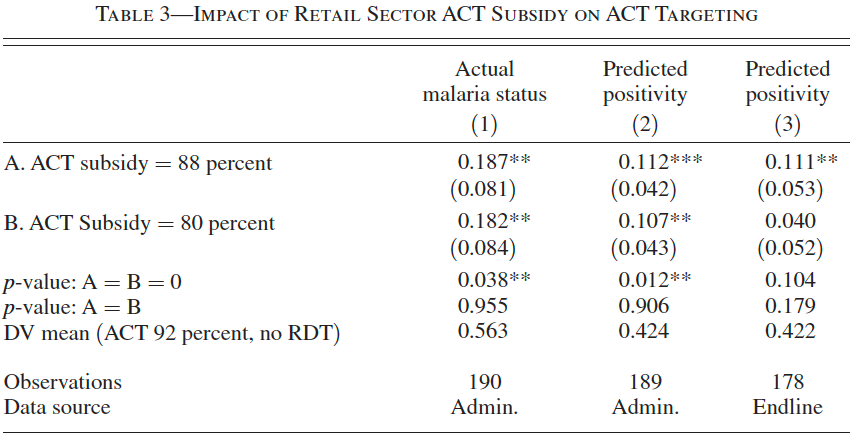 TABLE 3—IMPACT OF RETAIL SECTOR ACT SUBSIDY ON ACT TARGETING
Actual malaria status (1) Predicted positivity (2) Predicted positivity (3)
A. ACT subsidy = 88 percent 0.187** 0.112*** 0.111**
(0.081) (0.042) (0.053)
B. ACT Subsidy = 80 percent 0.182** 0.107** 0.040
(0.084) (0.043) (0.052)
p-value: A = B = 0 0.038** 0.012** 0.104
p-value: A = B 0.955 0.906 0.179
DV mean (ACT 92 percent, no RDT) 0.563 0.424 0.422
Observations 190 189 178
Data source Admin. Admin. Endline